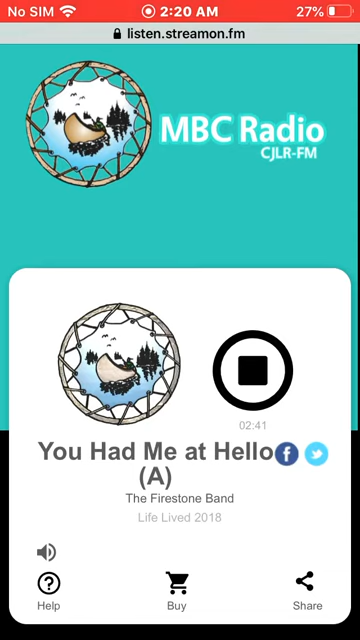 No SIM 2:20 AM 27%
listen.streamon.fm
MBC Radio
CJLR-FM
02:41
You Had Me at Hello
(A)
The Firestone Band
Life Lived 2018
Help Buy Share